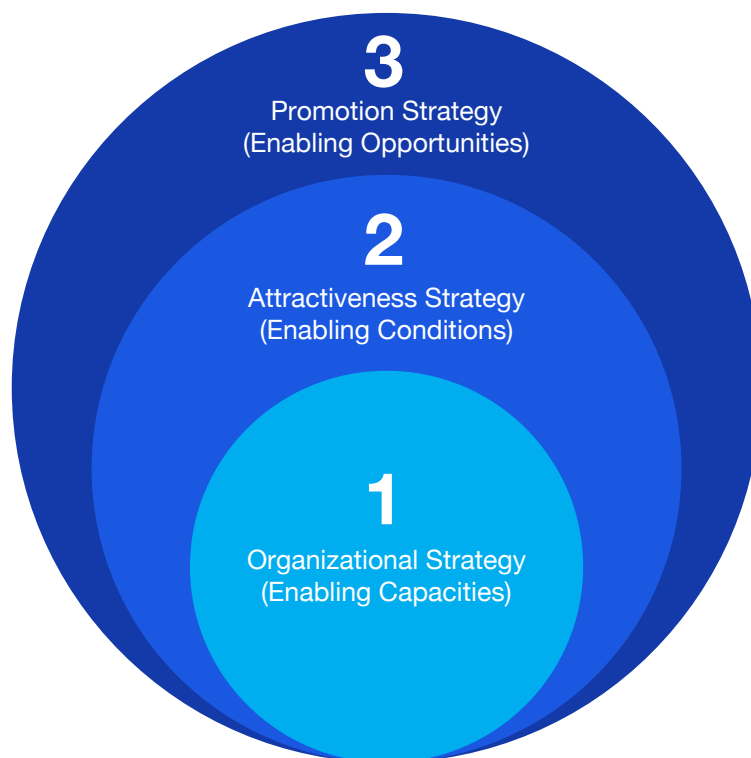 3
Promotion Strategy
(Enabling Opportunities)
2
Attractiveness Strategy
(Enabling Conditions)
1
Organizational Strategy
(Enabling Capacities)